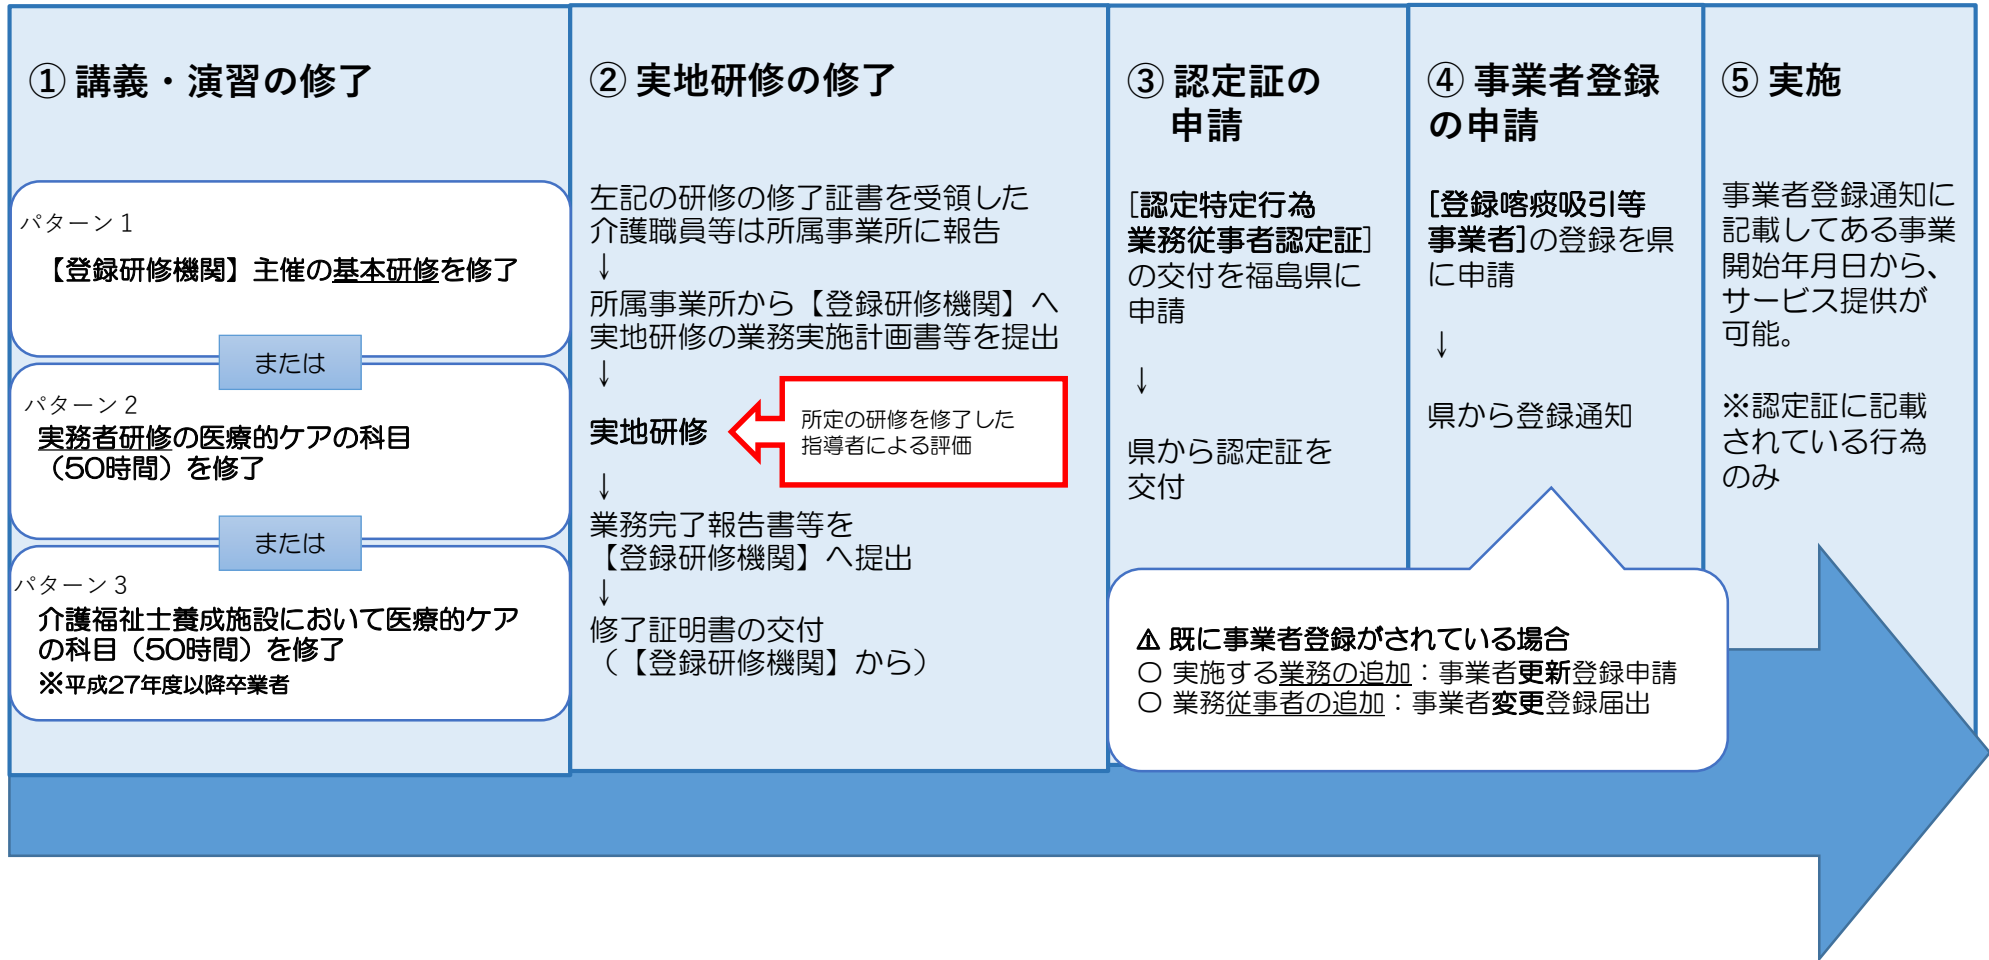 ① 講義・演習の修了
パターン1
【登録研修機関】主催の基本研修を修了
または
パターン2
実務者研修の医療的ケアの科目
（50時間）を修了
または
パターン3
介護福祉士養成施設において医療的ケア
の科目（50時間）を修了
※平成27年度以降卒業者
② 実地研修の修了
左記の研修の修了証書を受領した
介護職員等は所属事業所に報告
↓
所属事業所から【登録研修機関】へ
実地研修の業務実施計画書等を提出
↓
実地研修
所定の研修を修了した
指導者による評価
↓
業務完了報告書等を
【登録研修機関】へ提出
↓
修了証明書の交付
（【登録研修機関】から）
③ 認定証の
申請
[認定特定行為
業務従事者認定証]
の交付を福島県に
申請
↓
県から認定証を
交付
④ 事業者登録
の申請
[登録喀痰吸引等
事業者]の登録を県
に申請
↓
県から登録通知
⚠ 既に事業者登録がされている場合
○ 実施する業務の追加：事業者更新登録申請
○ 業務従事者の追加：事業者変更登録届出
⑤ 実施
事業者登録通知に
記載してある事業
開始年月日から、
サービス提供が
可能。
※認定証に記載
されている行為
のみ